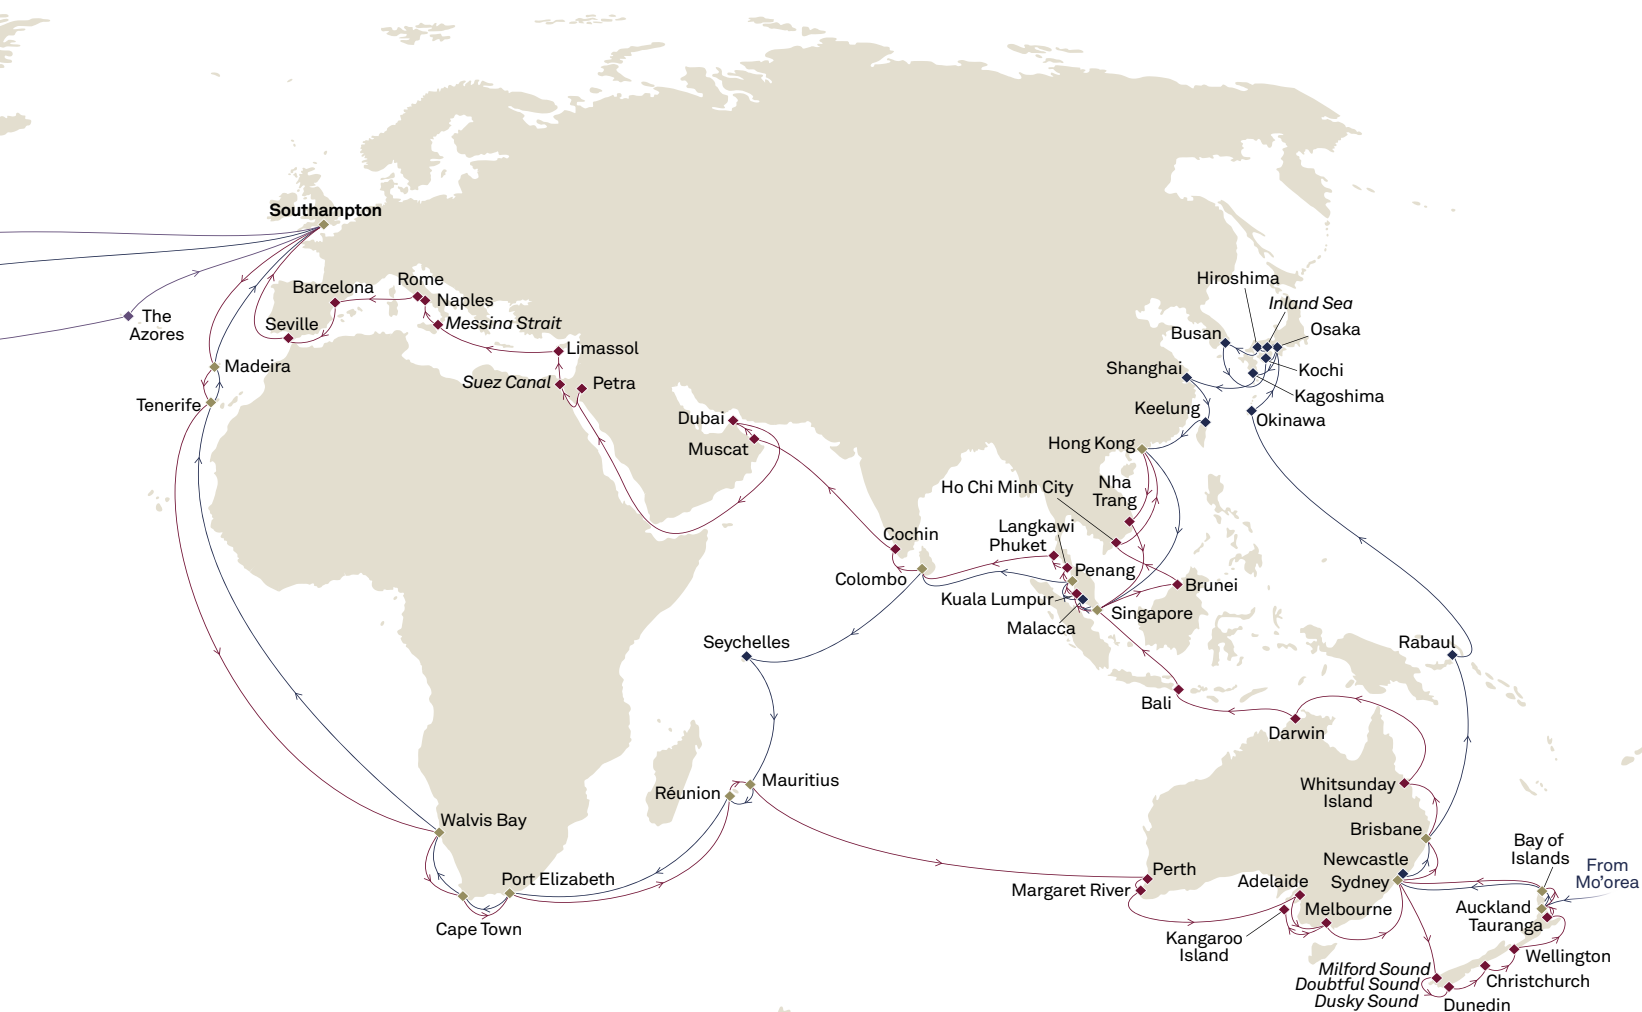 Southampton
Barcelona
Rome
Naples
Messina Strait
Seville
The
Azores
Limassol
Madeira
Suez Canal
Petra
Tenerife
Dubai
Muscat
Hiroshima
Inland Sea
Busan
Osaka
Shanghai
Kochi
Kagoshima
Keelung
Okinawa
Hong Kong
Nha
Trang
Ho Chi Minh City
Langkawi
Phuket
Cochin
Colombo
Penang
Brunei
Kuala Lumpur
Singapore
Malacca
Seychelles
Rabaul
Bali
Darwin
Mauritius
Réunion
Whitsunday
Island
Walvis Bay
Brisbane
Bay of
Islands
Newcastle
Sydney
From
Mo’orea
Perth
Margaret River
Adelaide
Port Elizabeth
Melbourne
Auckland
Tauranga
Cape Town
Kangaroo
Island
Wellington
Milford Sound
Doubtful Sound
Dusky Sound
Christchurch
Dunedin